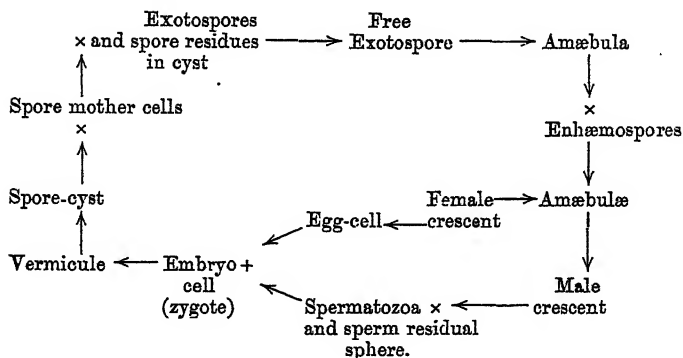 Exotospores
× and spore residues
in cyst
Free
Exotospore
Amæbula
Spore mother cells
×
×
Enhæmospores
Spore-cyst
Female
crescent
Amæbulæ
Egg-cell
Vermicule
Embryo +
cell
(zygote)
Male
crescent
Spermatozoa ×
and sperm residual
sphere.